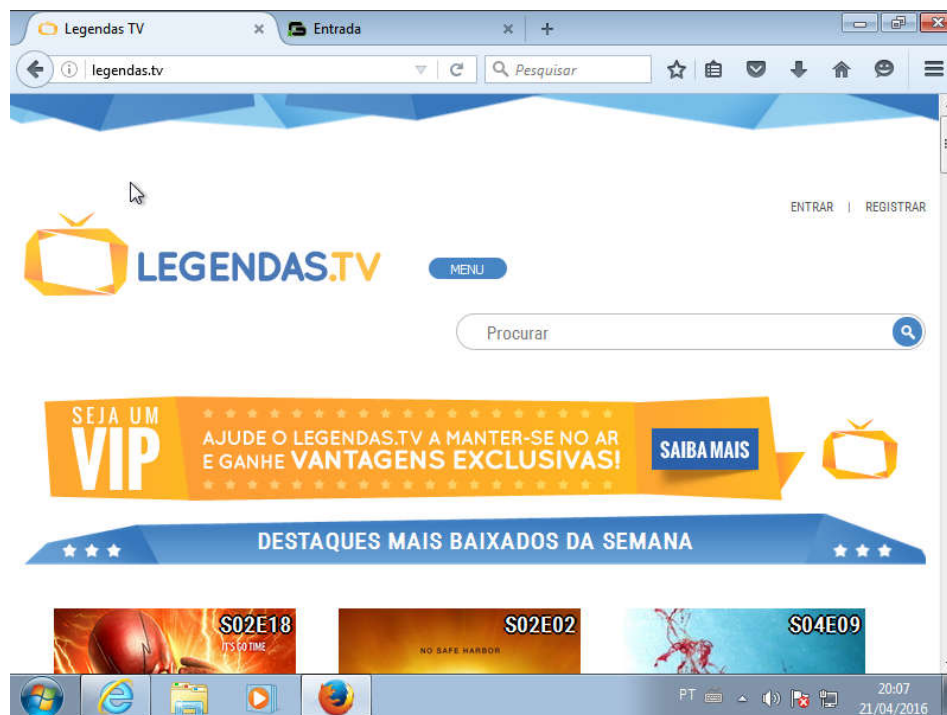 Legendas TV
Entrada
legendas.tv
Pesquisar
ENTRAR | REGISTRAR
LEGENDAS.TV
MENU
Procurar
SEJA UM
VIP
AJUDE O LEGENDAS.TV A MANTER-SE NO AR
E GANHE VANTAGENS EXCLUSIVAS!
SAIBA MAIS
DESTAQUES MAIS BAIXADOS DA SEMANA
S02E18
IT'S GO TIME
S02E02
NO SAFE HARBOR
S04E09
PT
20:07
21/04/2016